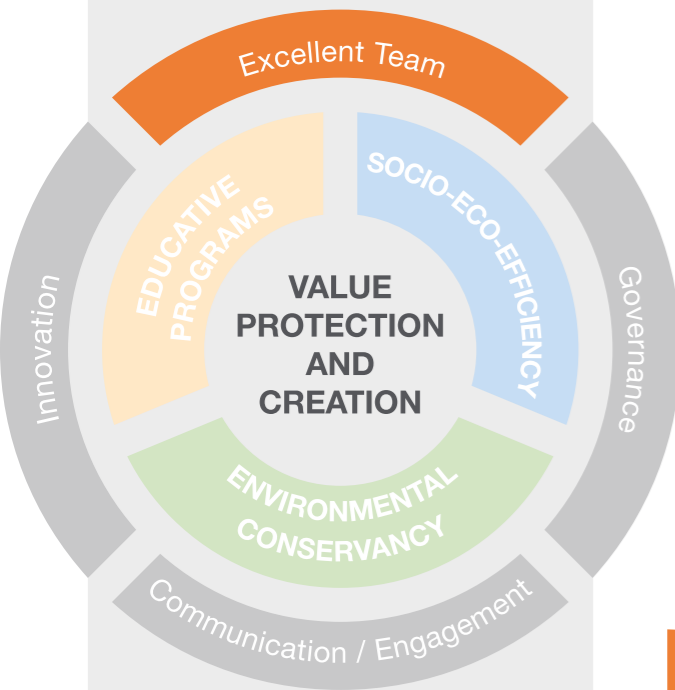 Excellent Team
EDUCATIVE
PROGRAMS
SOCIO-ECO-EFFICIENCY
VALUE
PROTECTION
AND
CREATION
Innovation
Governance
ENVIRONMENTAL
CONSERVANCY
Communication / Engagement